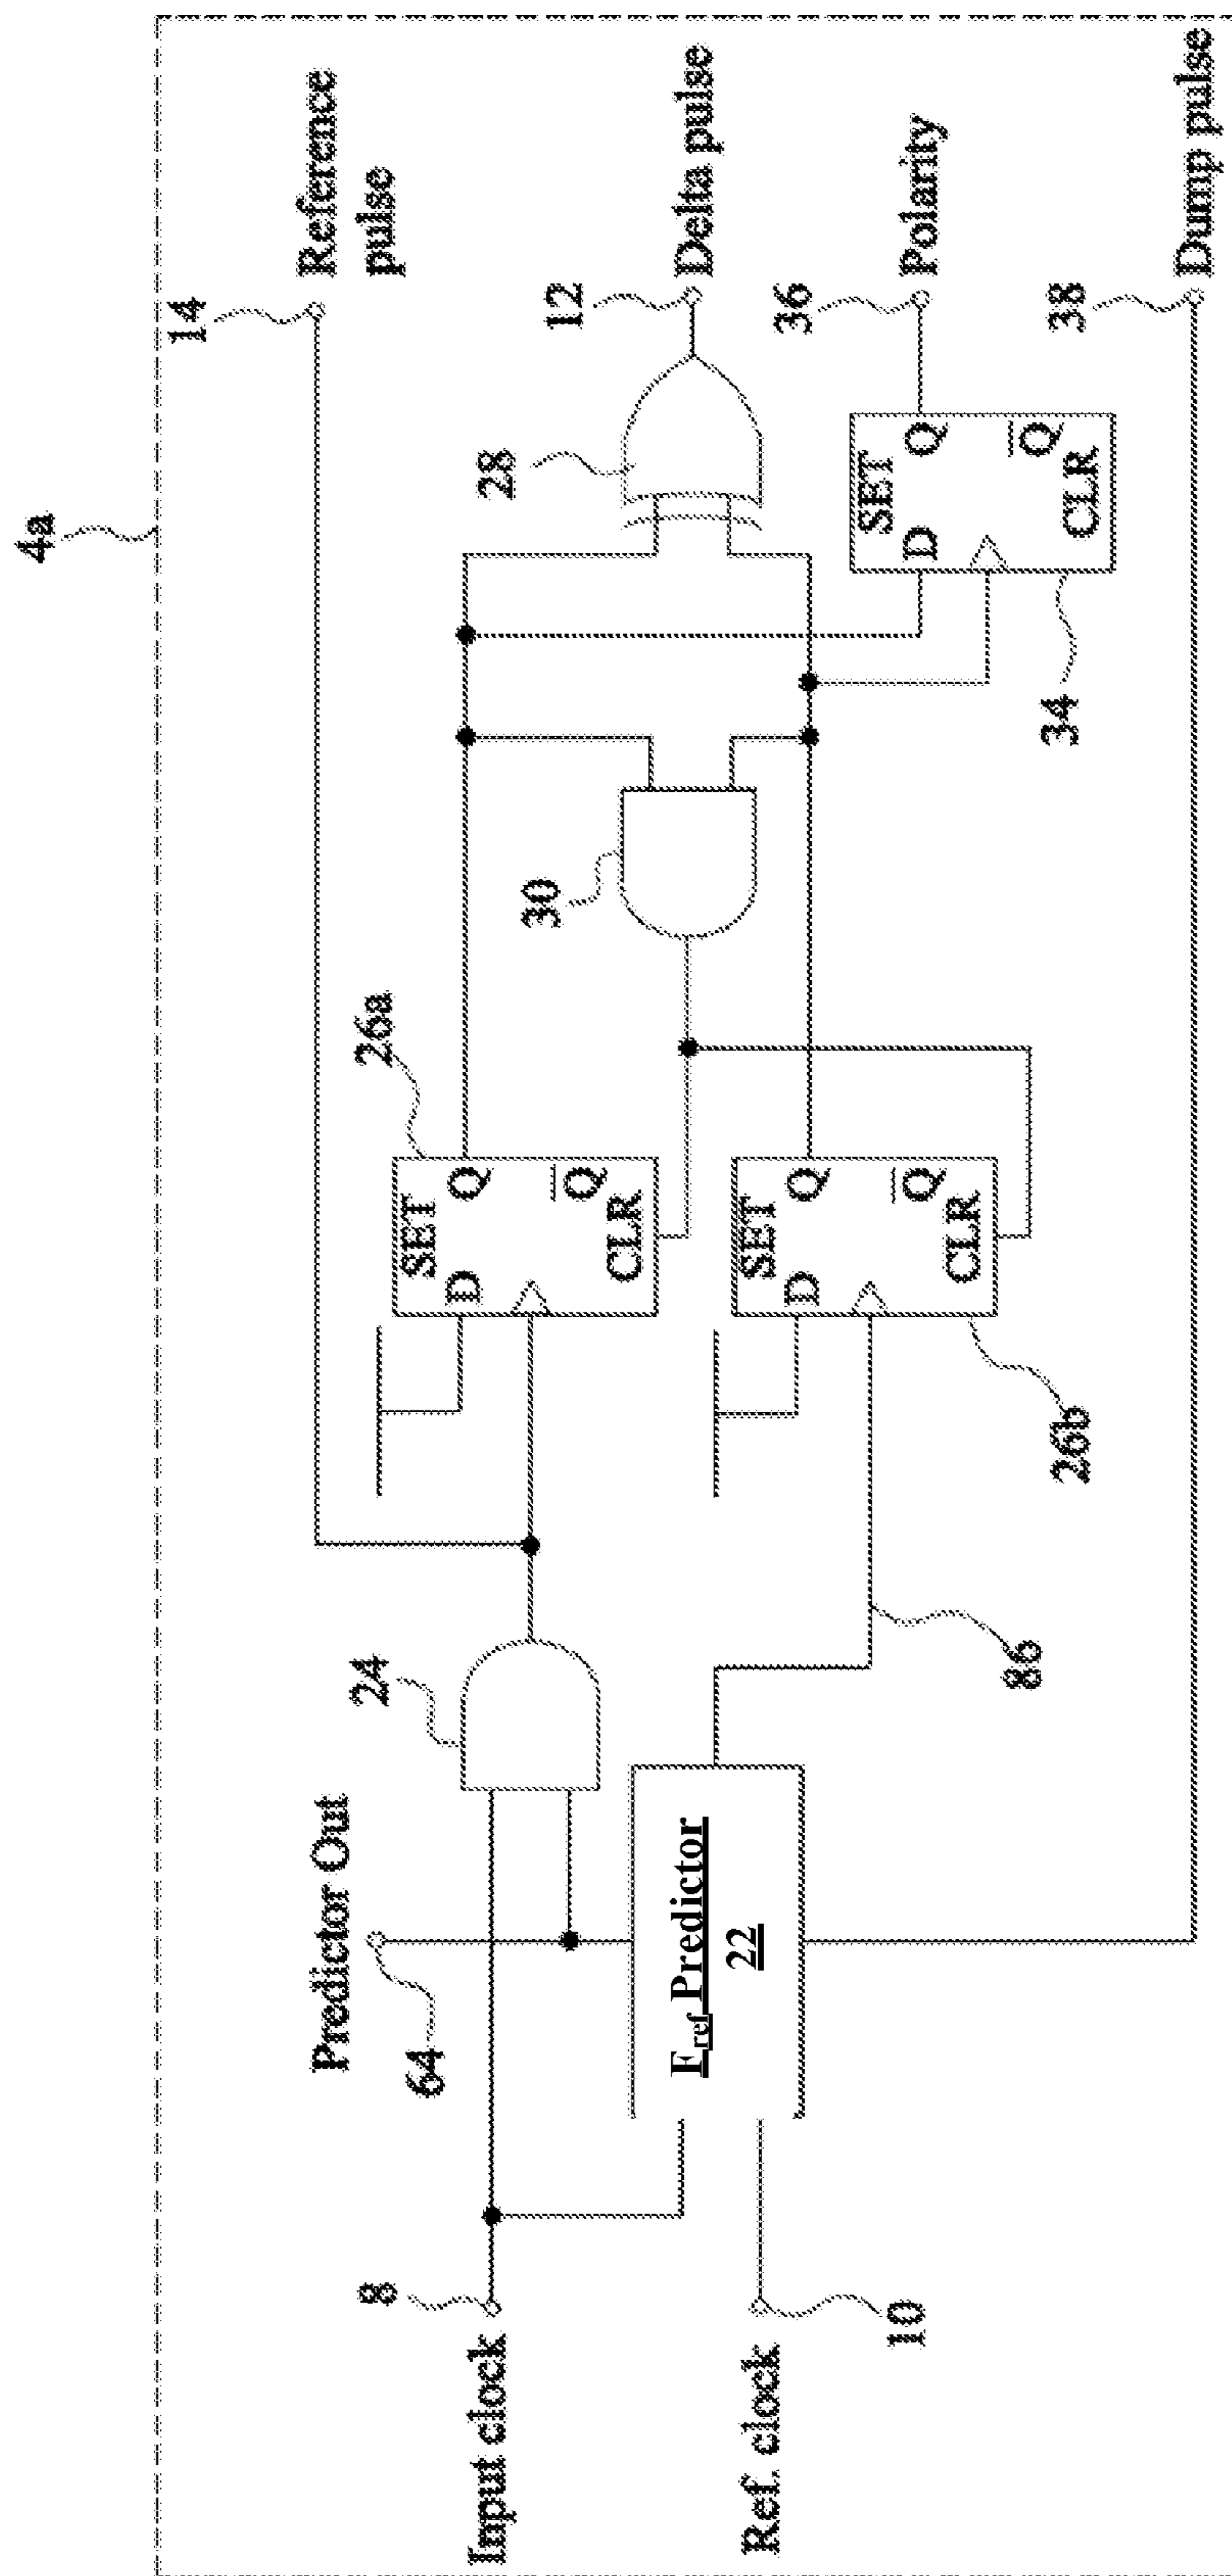 4a
14
Reference
pulse
12
Delta pulse
36
Polarity
38
Dump pulse
28
SET
D
Q
Q
CLR
34
30
26a
SET
D
Q
Q
CLR
SET
D
Q
Q
CLR
26b
24
86
Predictor Out
64
Fref Predictor
22
8
Input clock
10
Ref. clock